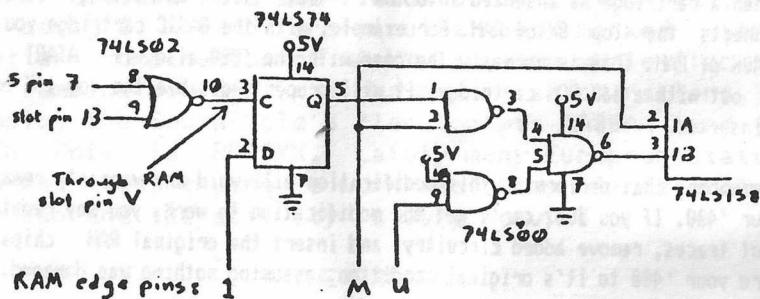 74LS74
74LS02
5V
14
S pin 7
8
9
10
3
C
Q
5
slot pin 13
2
D
7
Through RAM
slot pin V
1
2
3
5V
10
9
8
74LS00
4
5
5V
14
6
7
2
1A
3
1B
74LS158
RAM edge pins:
1
M
U